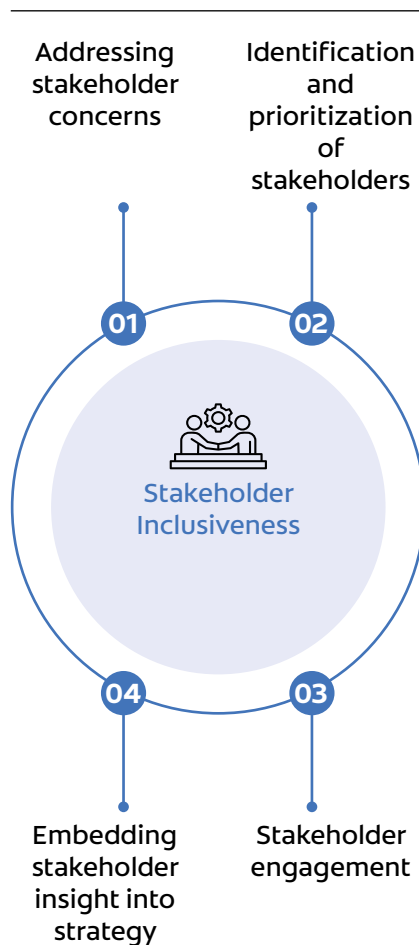 Addressing
stakeholder
concerns
Identification
and
prioritization
of
stakeholders
01
02
Stakeholder
Inclusiveness
04
03
Embedding
stakeholder
insight into
strategy
Stakeholder
engagement